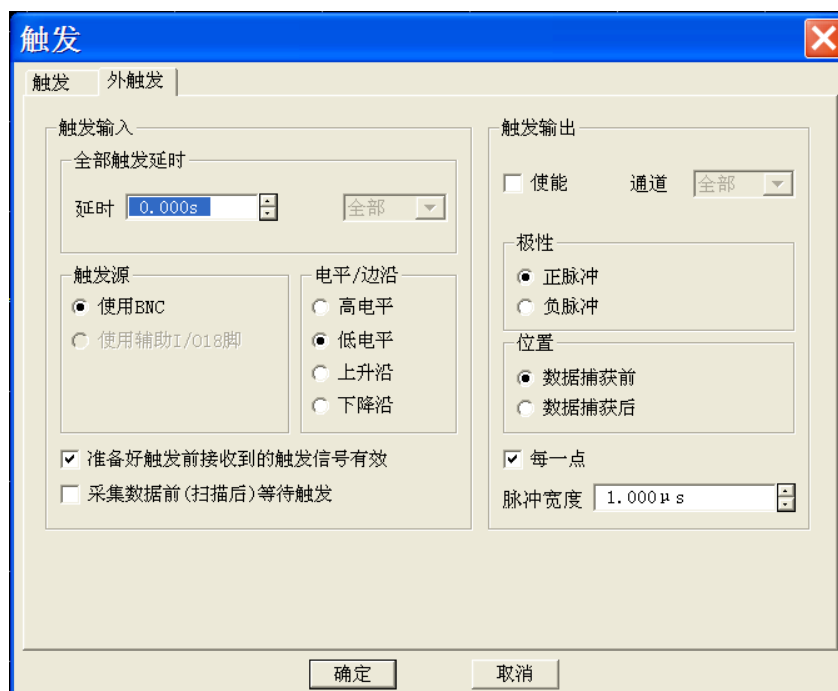 触发
触发 外触发
触发输入
全部触发延时
延时 0.000s 全部
触发源
使用BNC
使用辅助I/O18脚
电平/边沿
高电平
低电平
上升沿
下降沿
准备好触发前接收到的触发信号有效
采集数据前(扫描后)等待触发
触发输出
使能 通道 全部
极性
正脉冲
负脉冲
位置
数据捕获前
数据捕获后
每一点
脉冲宽度 1.000μs
确定 取消